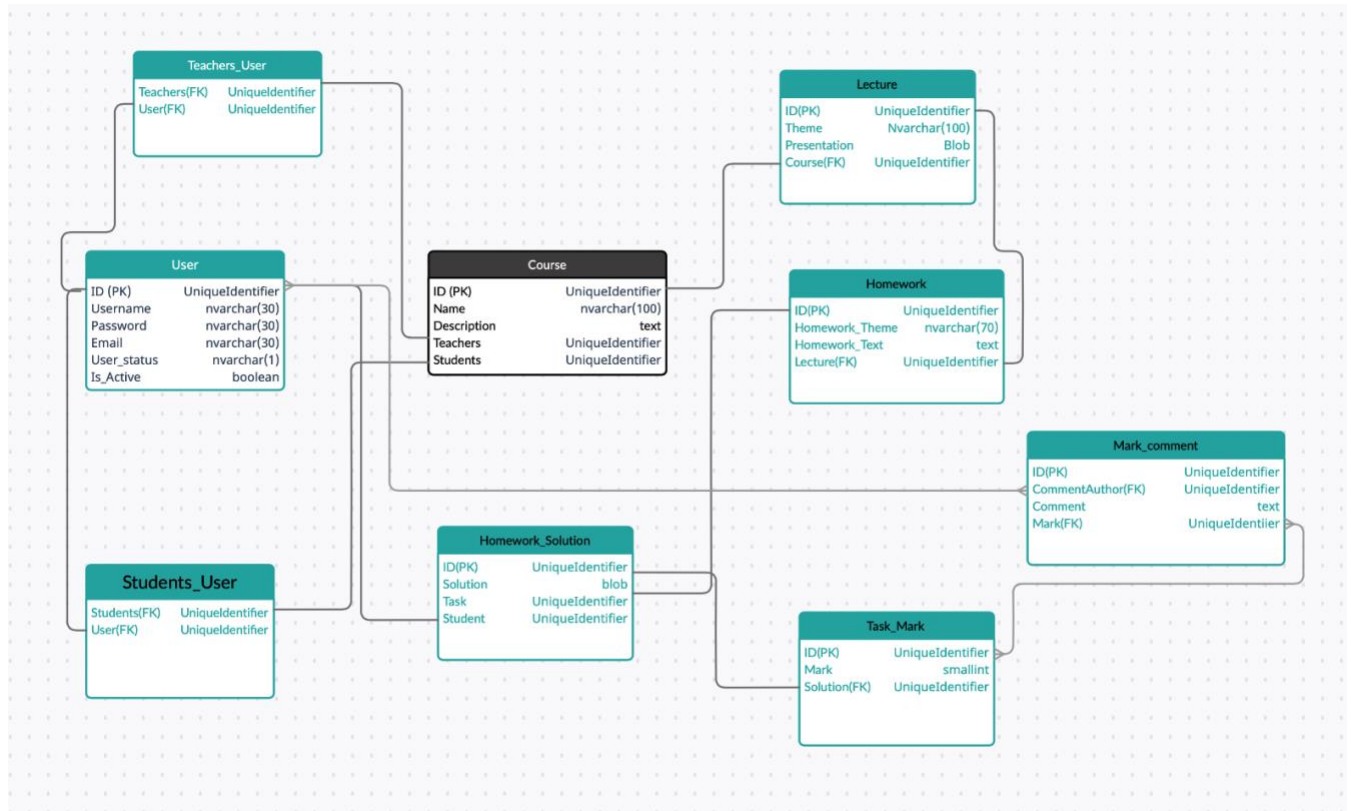 Teachers_User
Teachers(FK) UniqueIdentifier
User(FK) UniqueIdentifier
Lecture
ID(PK) UniqueIdentifier
Theme Nvarchar(100)
Presentation Blob
Course(FK) UniqueIdentifier
User
ID (PK) UniqueIdentifier
Username nvarchar(30)
Password nvarchar(30)
Email nvarchar(30)
User_status nvarchar(1)
Is_Active boolean
Course
ID (PK) UniqueIdentifier
Name nvarchar(100)
Description text
Teachers UniqueIdentifier
Students UniqueIdentifier
Homework
ID(PK) UniqueIdentifier
Homework_Theme nvarchar(70)
Homework_Text text
Lecture(FK) UniqueIdentifier
Mark_comment
ID(PK) UniqueIdentifier
CommentAuthor(FK) UniqueIdentifier
Comment text
Mark(FK) UniqueIdentiier
Homework_Solution
ID(PK) UniqueIdentifier
Solution blob
Task UniqueIdentifier
Student UniqueIdentifier
Students_User
Students(FK) UniqueIdentifier
User(FK) UniqueIdentifier
Task_Mark
ID(PK) UniqueIdentifier
Mark smallint
Solution(FK) UniqueIdentifier